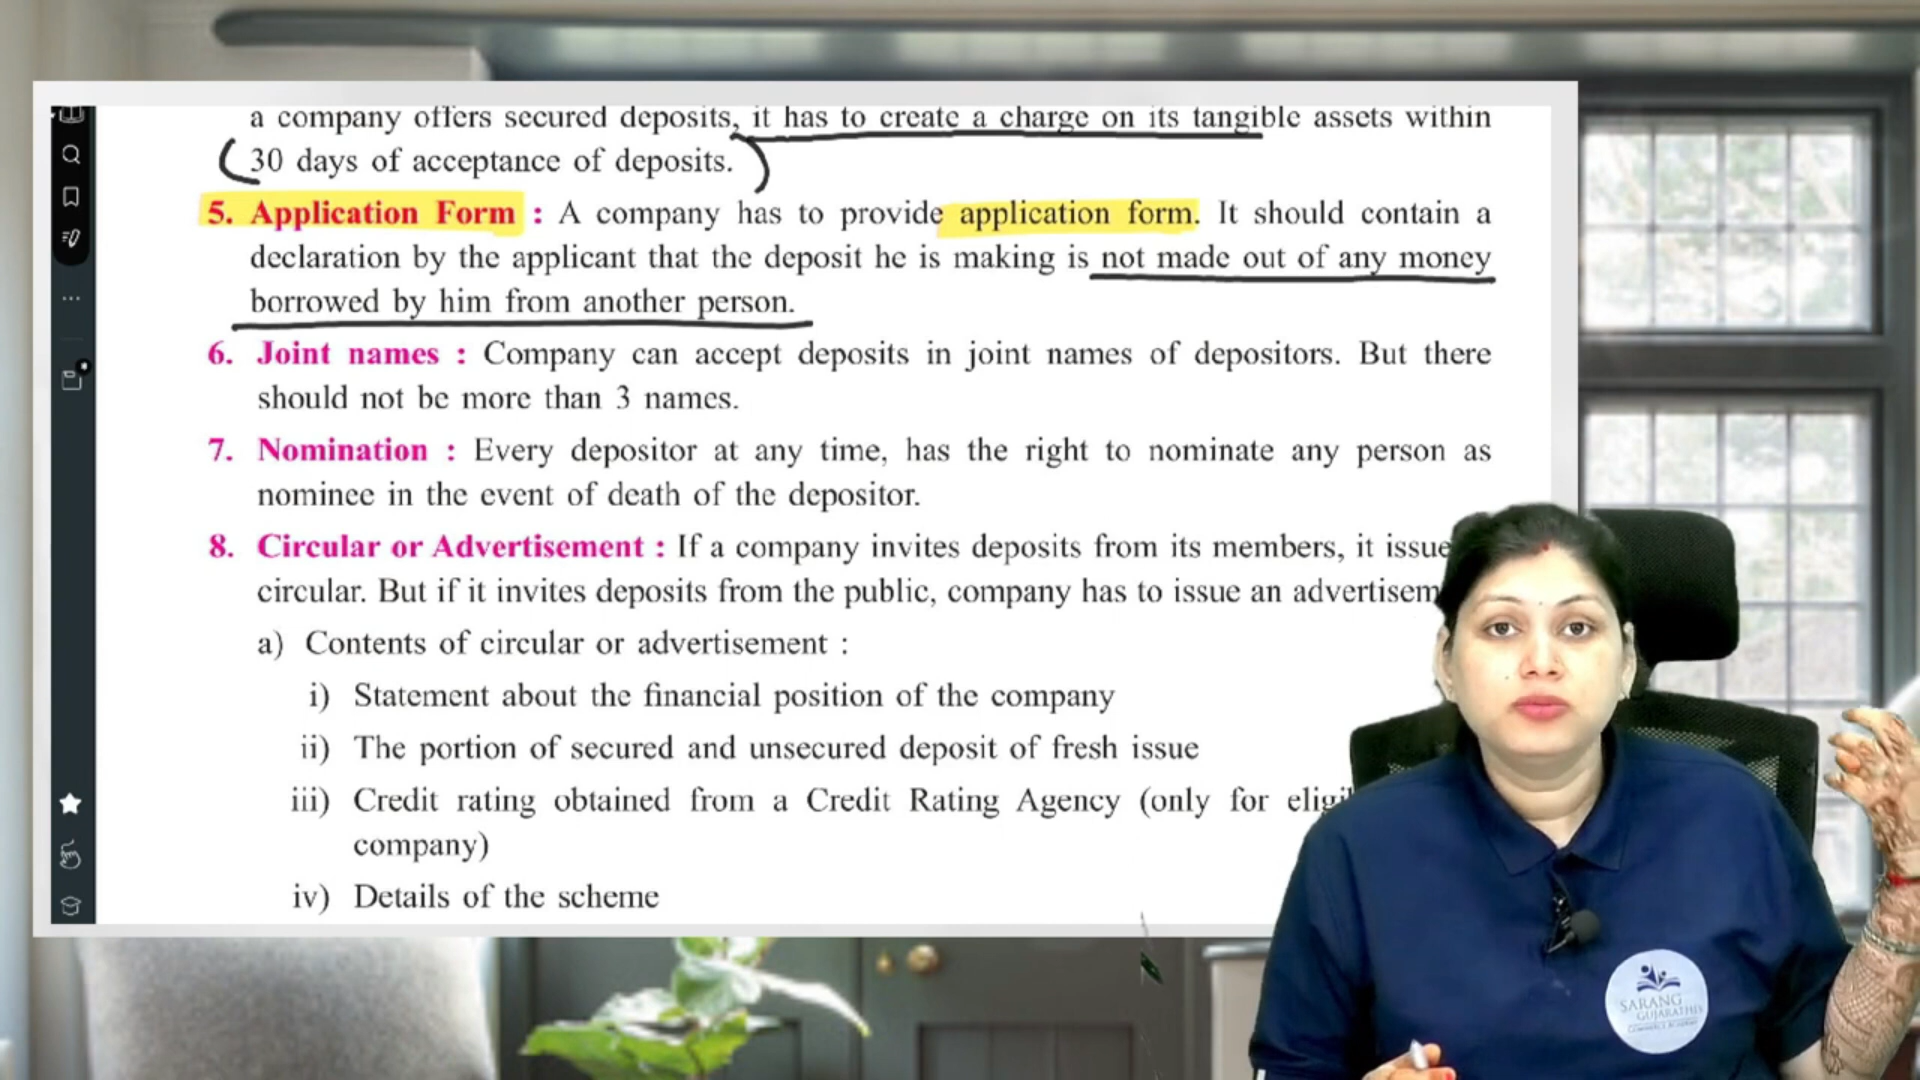 a company offers secured deposits, it has to create a charge on its tangible assets within
30 days of acceptance of deposits.
5. Application Form : A company has to provide application form. It should contain a
declaration by the applicant that the deposit he is making is not made out of any money
borrowed by him from another person.
6. Joint names : Company can accept deposits in joint names of depositors. But there
should not be more than 3 names.
7. Nomination : Every depositor at any time, has the right to nominate any person as
nominee in the event of death of the depositor.
8. Circular or Advertisement : If a company invites deposits from its members, it issue
circular. But if it invites deposits from the public, company has to issue an advertisem
a) Contents of circular or advertisement :
i) Statement about the financial position of the company
ii) The portion of secured and unsecured deposit of fresh issue
iii) Credit rating obtained from a Credit Rating Agency (only for eligi
company)
iv) Details of the scheme
SARANG
GUJARATHI'S
COMMERCE ACADEMY